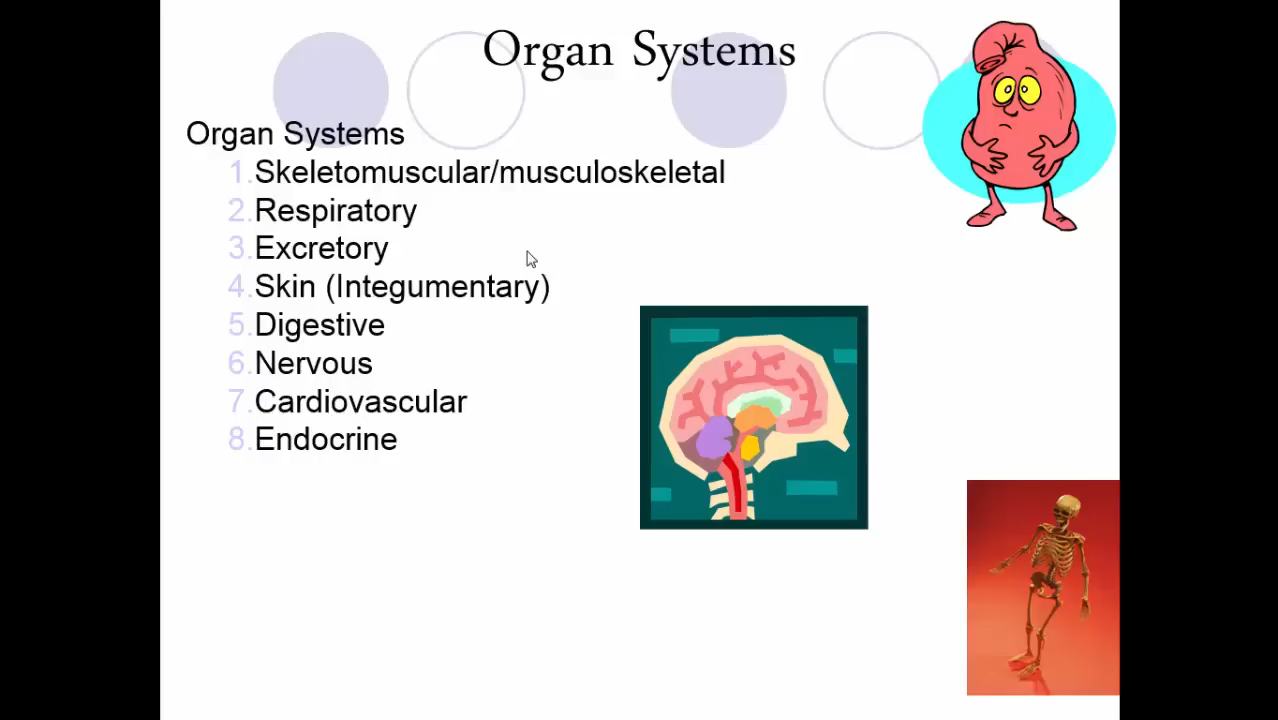 Organ Systems
Organ Systems
1.Skeletomuscular/musculoskeletal
2.Respiratory
3.Excretory
4.Skin (Integumentary)
5.Digestive
6.Nervous
7.Cardiovascular
8.Endocrine